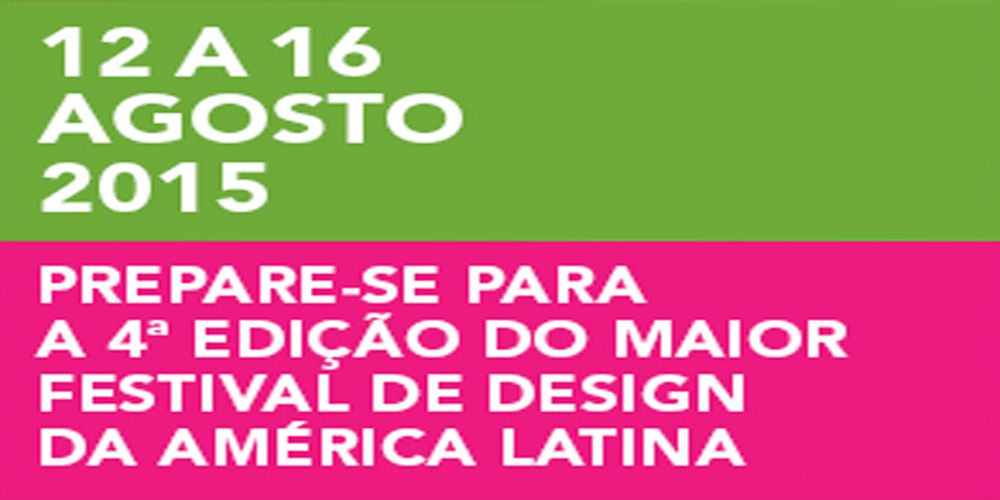 12 A 16
AGOSTO
2015
PREPARE-SE PARA
A 4ª EDIÇÃO DO MAIOR
FESTIVAL DE DESIGN
DA AMÉRICA LATINA